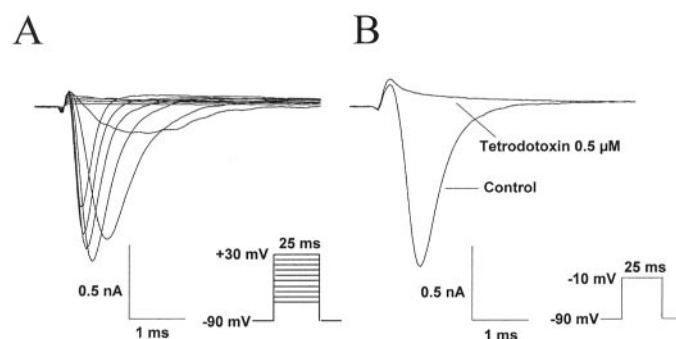 A
B
Tetrodotoxin 0.5 µM
Control
+30 mV
25 ms
0.5 nA
-90 mV
1 ms
25 ms
-10 mV
0.5 nA
-90 mV
1 ms